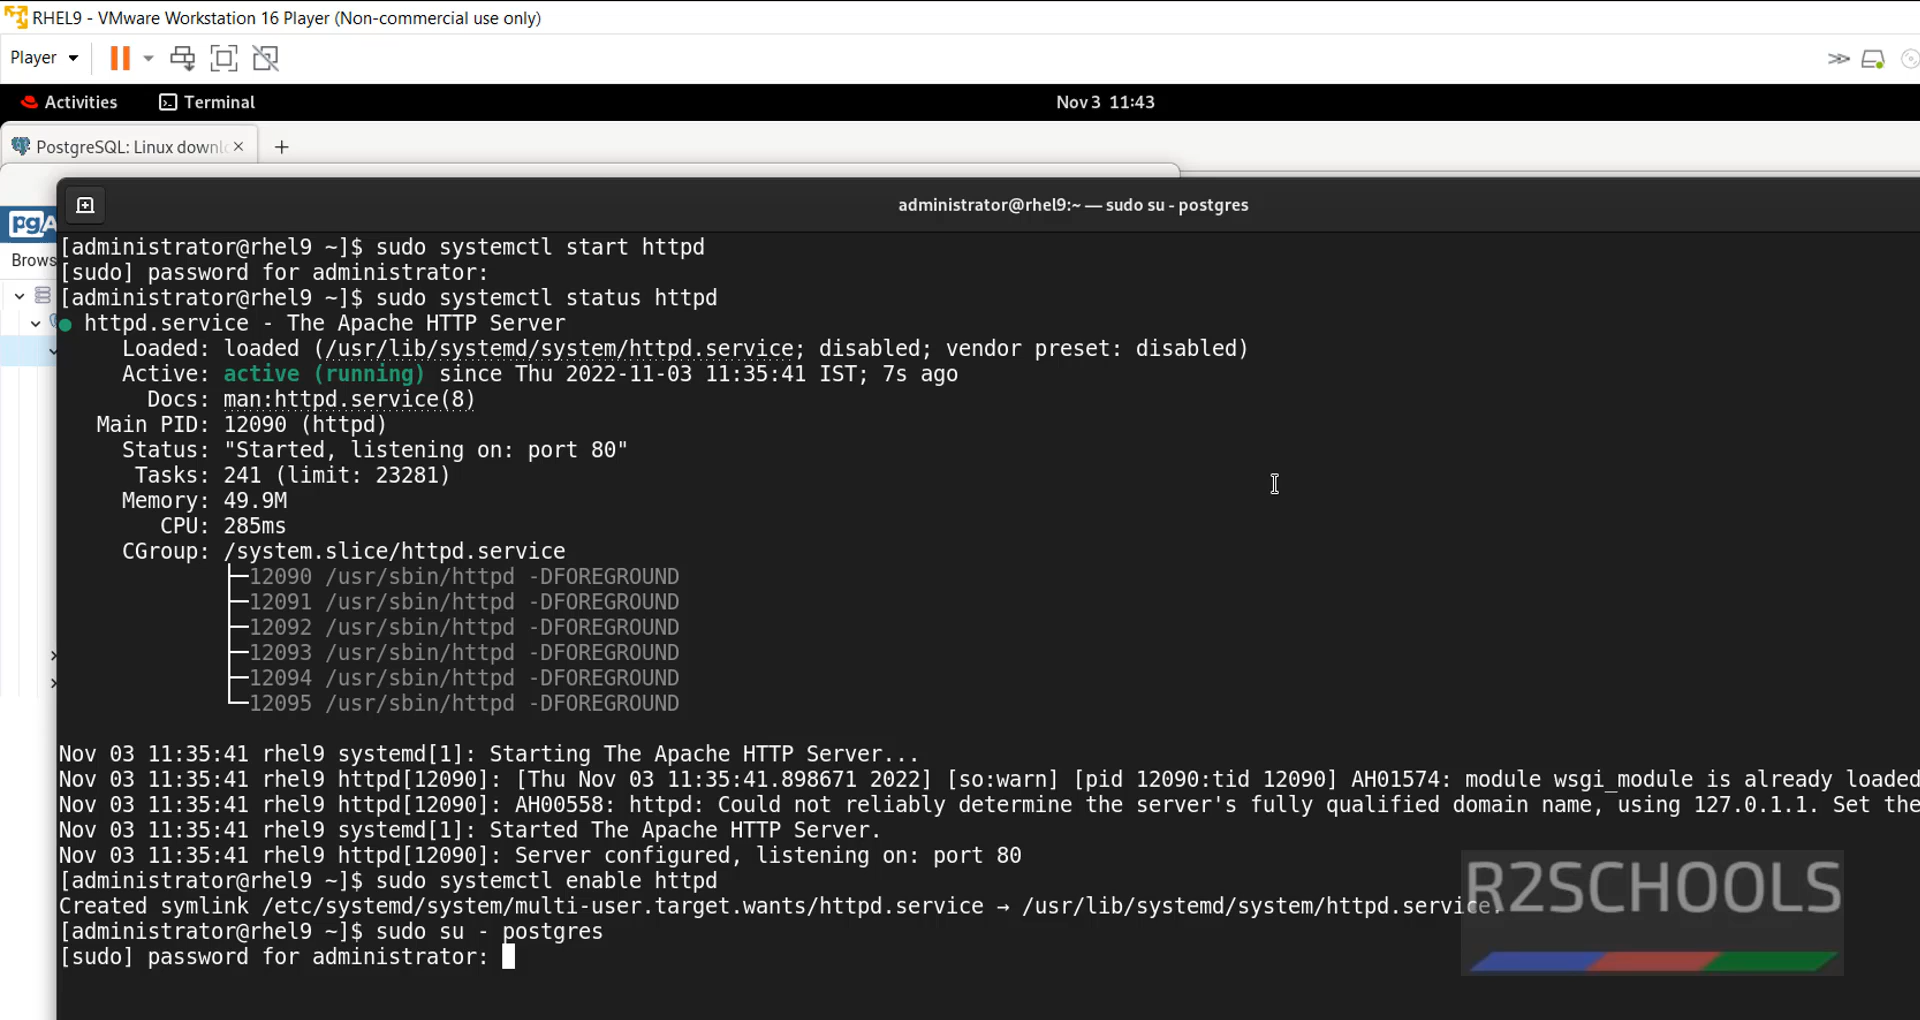 RHEL9 - VMware Workstation 16 Player (Non-commercial use only)
Player
Activities Terminal Nov 3 11:43
PostgreSQL: Linux downl
administrator@rhel9:~ — sudo su - postgres
pgA
Brows
[administrator@rhel9 ~]$ sudo systemctl start httpd
[sudo] password for administrator:
[administrator@rhel9 ~]$ sudo systemctl status httpd
● httpd.service - The Apache HTTP Server
Loaded: loaded (/usr/lib/systemd/system/httpd.service; disabled; vendor preset: disabled)
Active: active (running) since Thu 2022-11-03 11:35:41 IST; 7s ago
Docs: man:httpd.service(8)
Main PID: 12090 (httpd)
Status: "Started, listening on: port 80"
Tasks: 241 (limit: 23281)
Memory: 49.9M
CPU: 285ms
CGroup: /system.slice/httpd.service
├─12090 /usr/sbin/httpd -DFOREGROUND
├─12091 /usr/sbin/httpd -DFOREGROUND
├─12092 /usr/sbin/httpd -DFOREGROUND
├─12093 /usr/sbin/httpd -DFOREGROUND
├─12094 /usr/sbin/httpd -DFOREGROUND
└─12095 /usr/sbin/httpd -DFOREGROUND
Nov 03 11:35:41 rhel9 systemd[1]: Starting The Apache HTTP Server...
Nov 03 11:35:41 rhel9 httpd[12090]: [Thu Nov 03 11:35:41.898671 2022] [so:warn] [pid 12090:tid 12090] AH01574: module wsgi_module is already loaded
Nov 03 11:35:41 rhel9 httpd[12090]: AH00558: httpd: Could not reliably determine the server's fully qualified domain name, using 127.0.1.1. Set the
Nov 03 11:35:41 rhel9 systemd[1]: Started The Apache HTTP Server.
Nov 03 11:35:41 rhel9 httpd[12090]: Server configured, listening on: port 80
[administrator@rhel9 ~]$ sudo systemctl enable httpd
Created symlink /etc/systemd/system/multi-user.target.wants/httpd.service → /usr/lib/systemd/system/httpd.service.
[administrator@rhel9 ~]$ sudo su - postgres
[sudo] password for administrator:
R2SCHOOLS